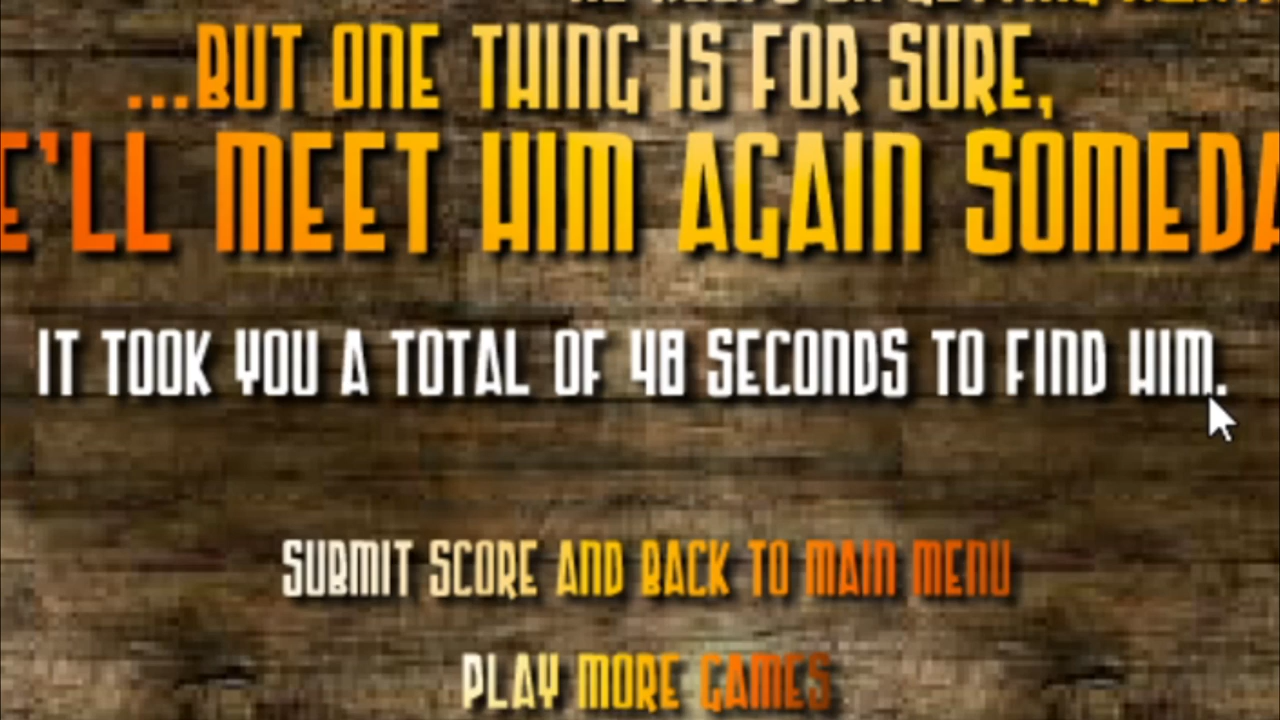 ...BUT ONE THING IS FOR SURE,
E'LL MEET HIM AGAIN SOMEDA
IT TOOK YOU A TOTAL OF 48 SECONDS TO FIND HIM.
SUBMIT SCORE AND BACK TO MAIN MENU
PLAY MORE GAMES